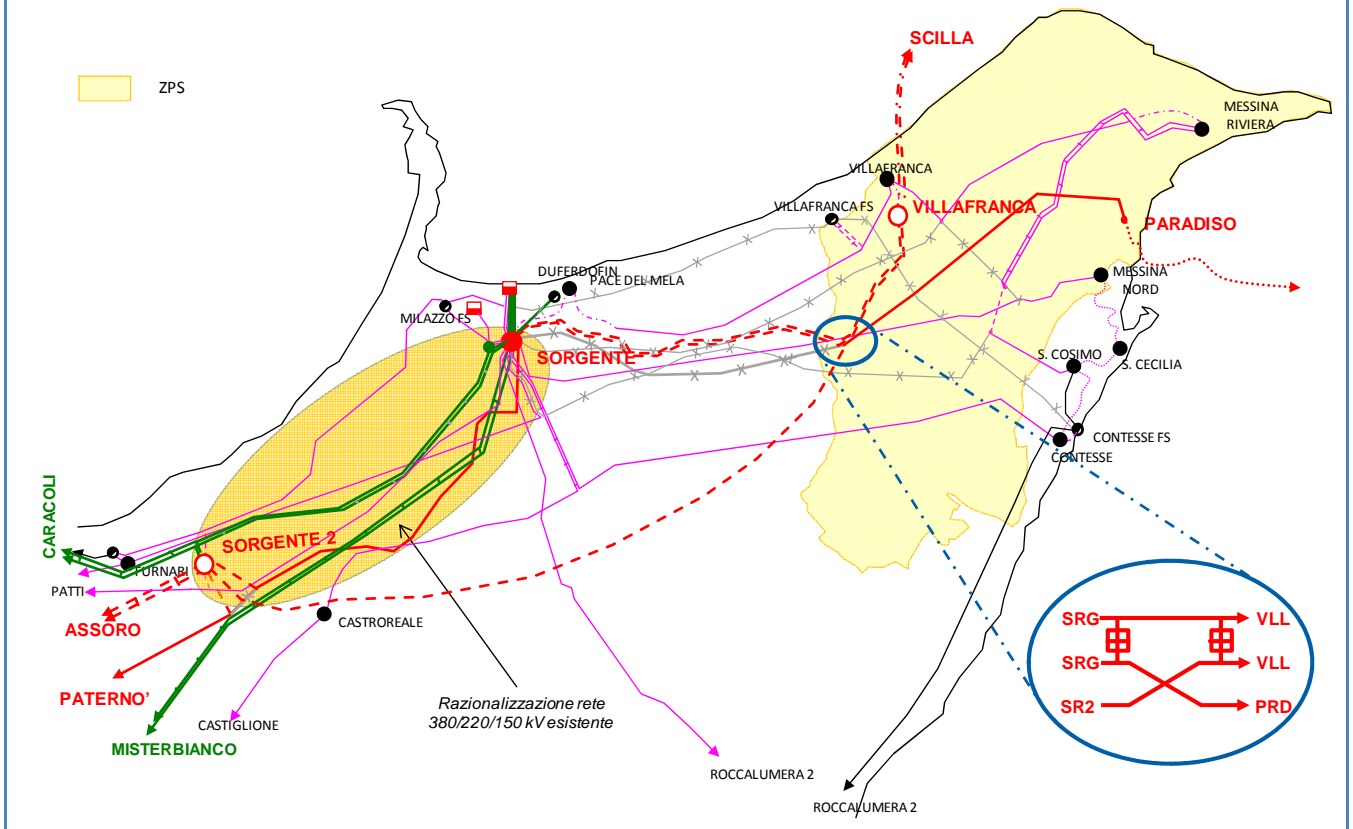 SCILLA
ZPS
MESSINA
RIVIERA
VILLAFRANCA
VILLAFRANCA FS
VILLAFRANCA
PARADISO
DUFERDOFIN
PACE DEL MELA
MESSINA
NORD
MILAZZO FS
SORGENTE
S. COSIMO
S. CECILIA
CONTESSE FS
CONTESSE
CARACOLI
SORGENTE 2
FURNARI
PATTI
ASSORO
CASTROREALE
PATERNO'
CASTIGLIONE
MISTERBIANCO
Razionalizzazione rete
380/220/150 kV esistente
SRG VLL
SRG VLL
SR2 PRD
ROCCALUMERA 2
ROCCALUMERA 2